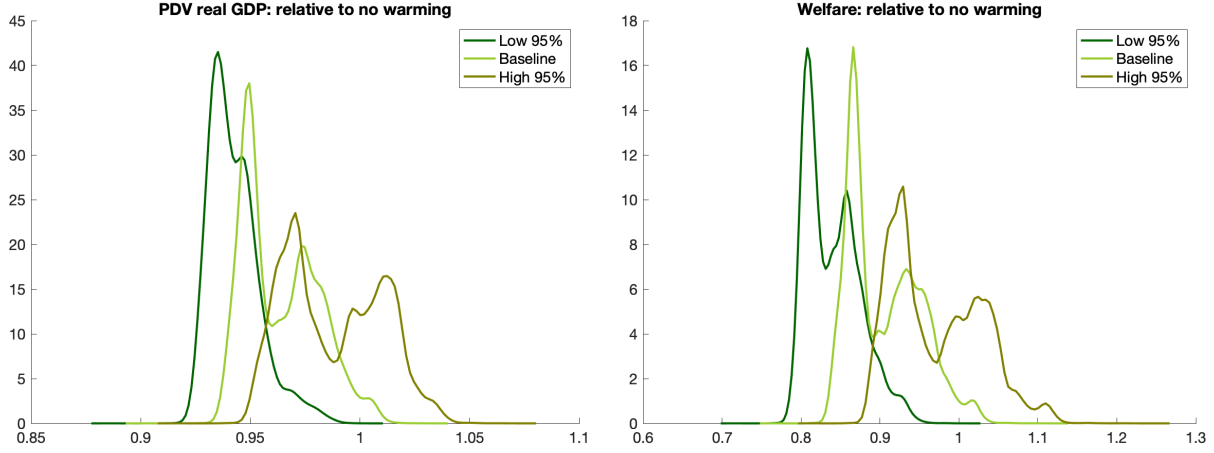 PDV real GDP: relative to no warming
45
40
35
30
25
20
15
10
5
0
0.85 0.9 0.95 1 1.05 1.1
Low 95%
Baseline
High 95%
Welfare: relative to no warming
18
16
14
12
10
8
6
4
2
0
0.6 0.7 0.8 0.9 1 1.1 1.2 1.3
Low 95%
Baseline
High 95%